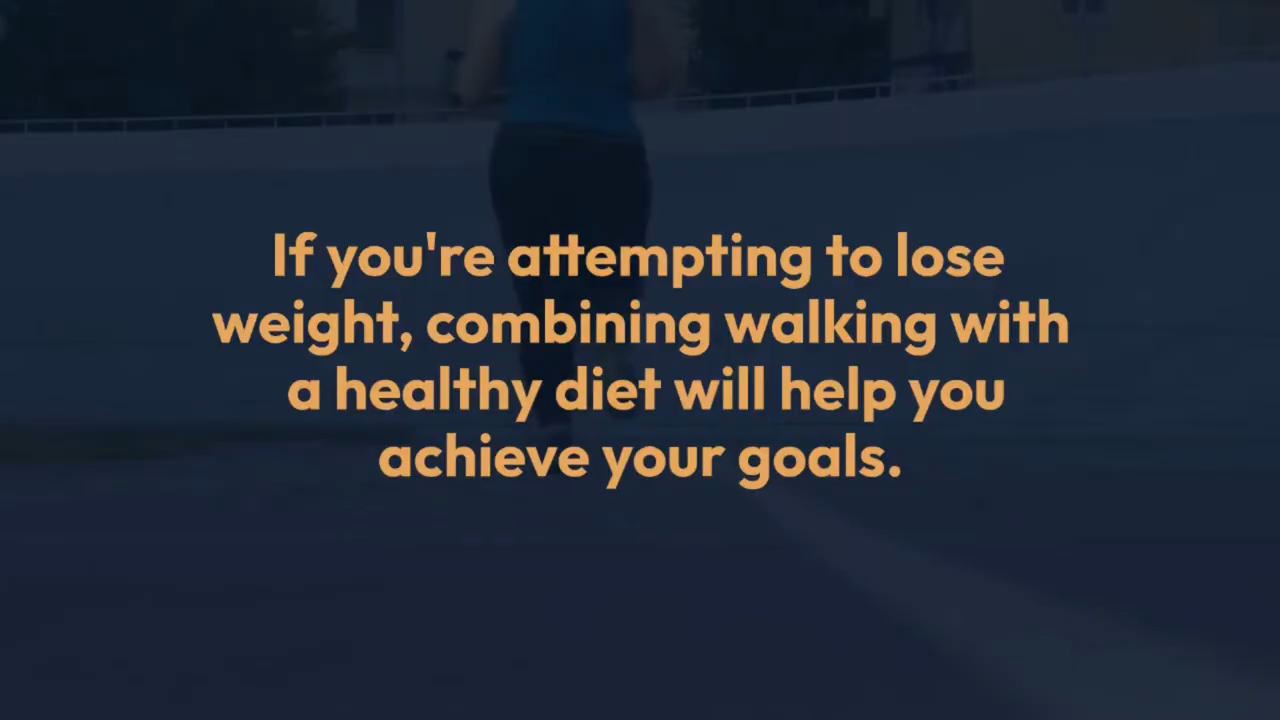 If you're attempting to lose
weight, combining walking with
a healthy diet will help you
achieve your goals.